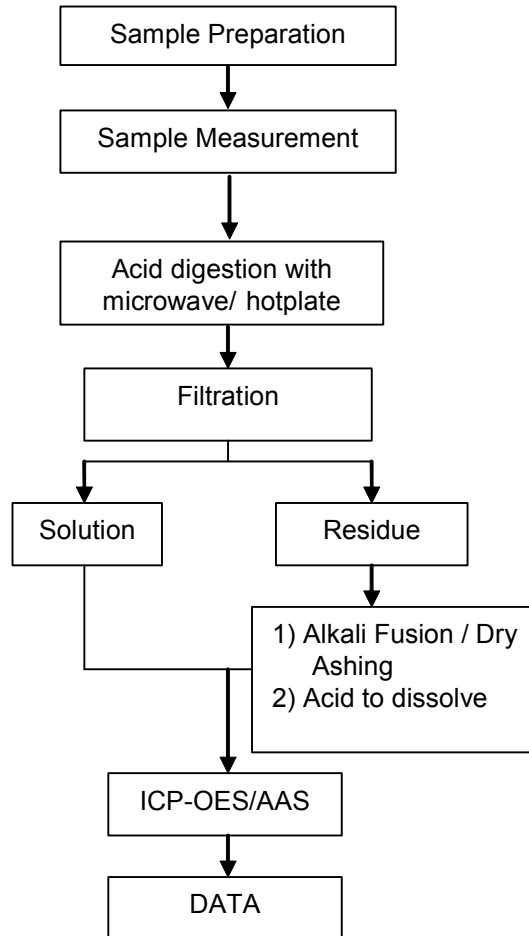 Sample Preparation
Sample Measurement
Acid digestion with
microwave/ hotplate
Filtration
Solution
Residue
1) Alkali Fusion / Dry
Ashing
2) Acid to dissolve
ICP-OES/AAS
DATA